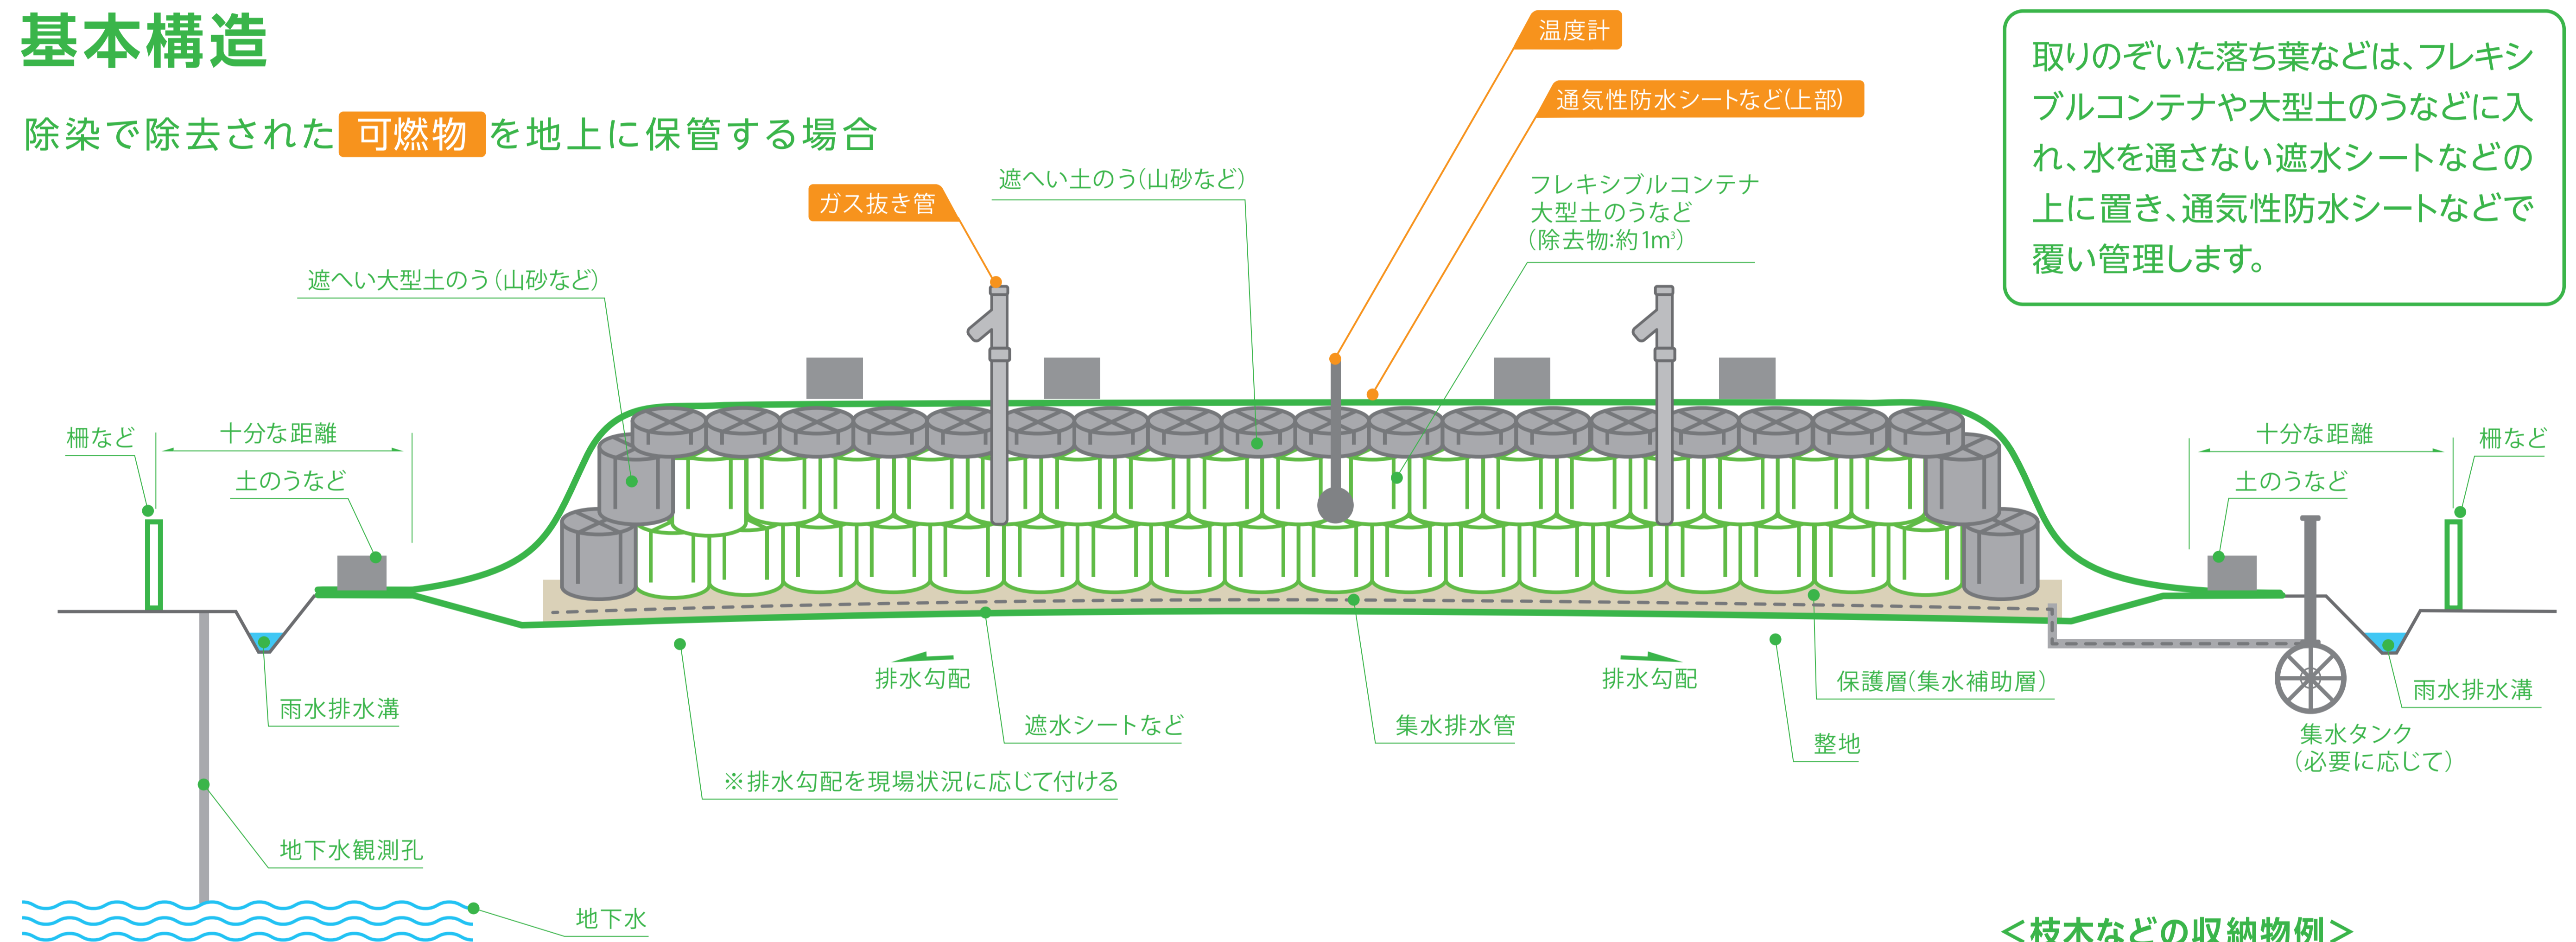 基本構造
除染で除去された可燃物を地上に保管する場合
温度計
通気性防水シートなど(上部)
取りのぞいた落ち葉などは、フレキシ
ブルコンテナや大型土のうなどに入
れ、水を通さない遮水シートなどの
上に置き、通気性防水シートなどで
覆い管理します。
ガス抜き管
遮へい土のう(山砂など)
フレキシブルコンテナ
大型土のうなど
(除去物:約1m³)
遮へい大型土のう(山砂など)
柵など
十分な距離
土のうなど
十分な距離
柵など
土のうなど
排水勾配
排水勾配
保護層(集水補助層)
雨水排水溝
雨水排水溝
遮水シートなど
集水排水管
整地
集水タンク
(必要に応じて)
※排水勾配を現場状況に応じて付ける
地下水観測孔
地下水
<枝木などの収納物例>